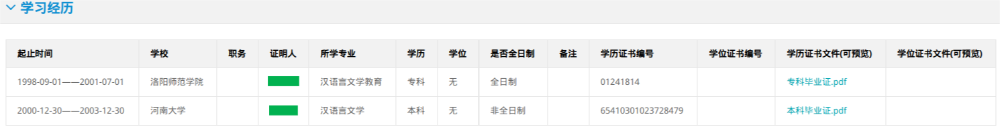 学习经历
起止时间 学校 职务 证明人 所学专业 学历 学位 是否全日制 备注 学历证书编号 学位证书编号 学历证书文件(可预览) 学位证书文件(可预览)
1998-09-01——2001-07-01 洛阳师范学院 汉语言文学教育 专科 无 全日制 01241814 专科毕业证.pdf
2000-12-30——2003-12-30 河南大学 汉语言文学 本科 无 非全日制 65410301023728479 本科毕业证.pdf